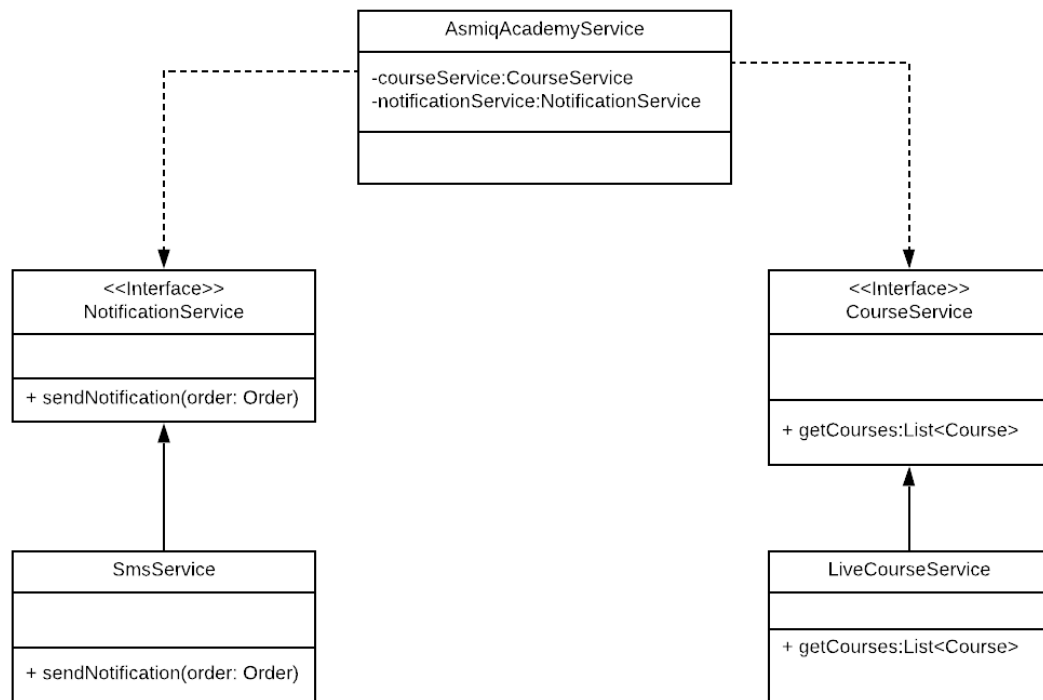 AsmiqAcademyService
-courseService:CourseService
-notificationService:NotificationService
<<Interface>>
NotificationService
+ sendNotification(order: Order)
<<Interface>>
CourseService
+ getCourses:List<Course>
SmsService
+ sendNotification(order: Order)
LiveCourseService
+ getCourses:List<Course>